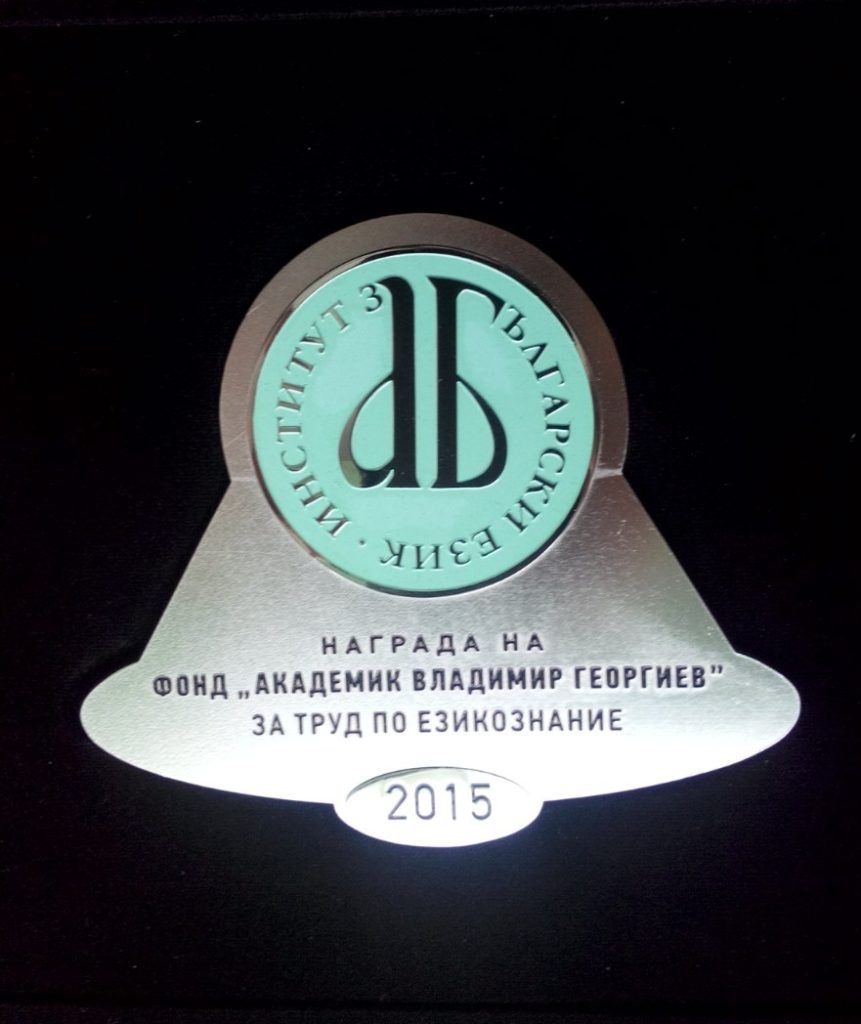 ИНСТИТУТ ЗА БЪЛГАРСКИ ЕЗИК ·
НАГРАДА НА
ФОНД „АКАДЕМИК ВЛАДИМИР ГЕОРГИЕВ”
ЗА ТРУД ПО ЕЗИКОЗНАНИЕ
2015